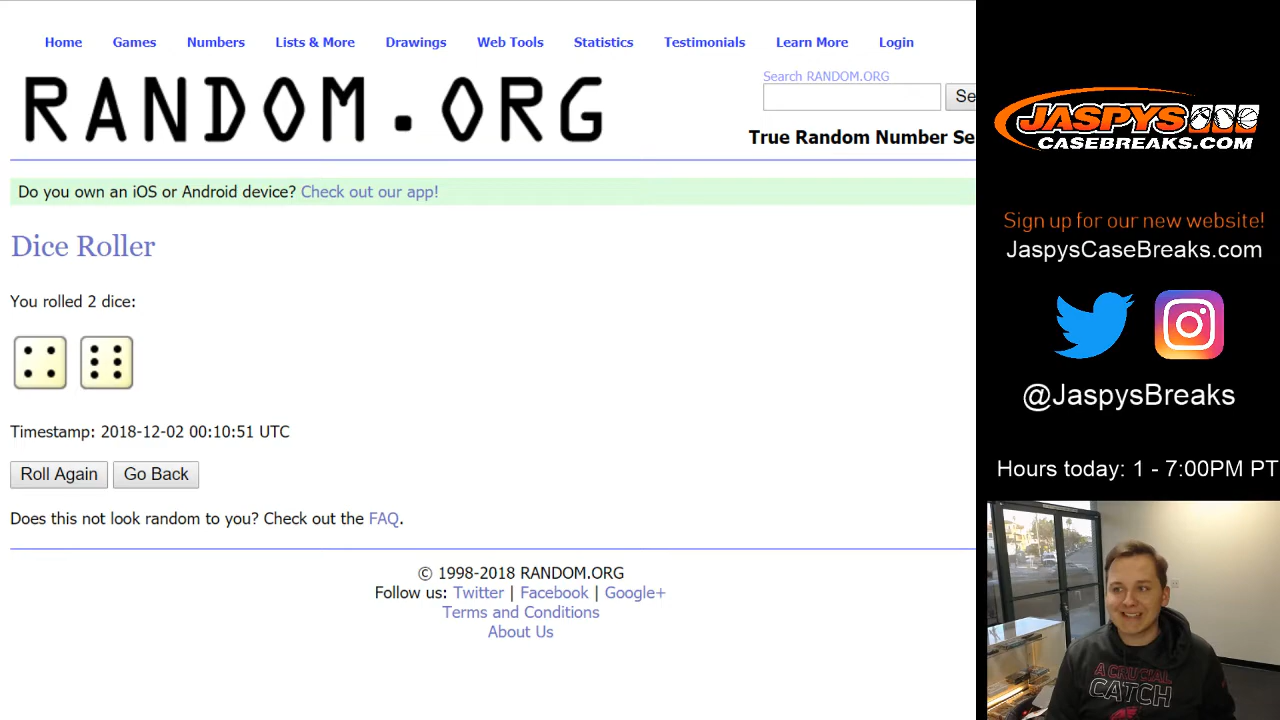 Home Games Numbers Lists & More Drawings Web Tools Statistics Testimonials Learn More Login
RANDOM.ORG
Search RANDOM.ORG
Se
True Random Number Se
Do you own an iOS or Android device? Check out our app!
Dice Roller
You rolled 2 dice:
Timestamp: 2018-12-02 00:10:51 UTC
Roll Again Go Back
Does this not look random to you? Check out the FAQ.
© 1998-2018 RANDOM.ORG
Follow us: Twitter | Facebook | Google+
Terms and Conditions
About Us
JASPYS
CASEBREAKS.COM
Sign up for our new website!
JaspysCaseBreaks.com
@JaspysBreaks
Hours today: 1 - 7:00PM PT
A CRUCIAL
CATCH